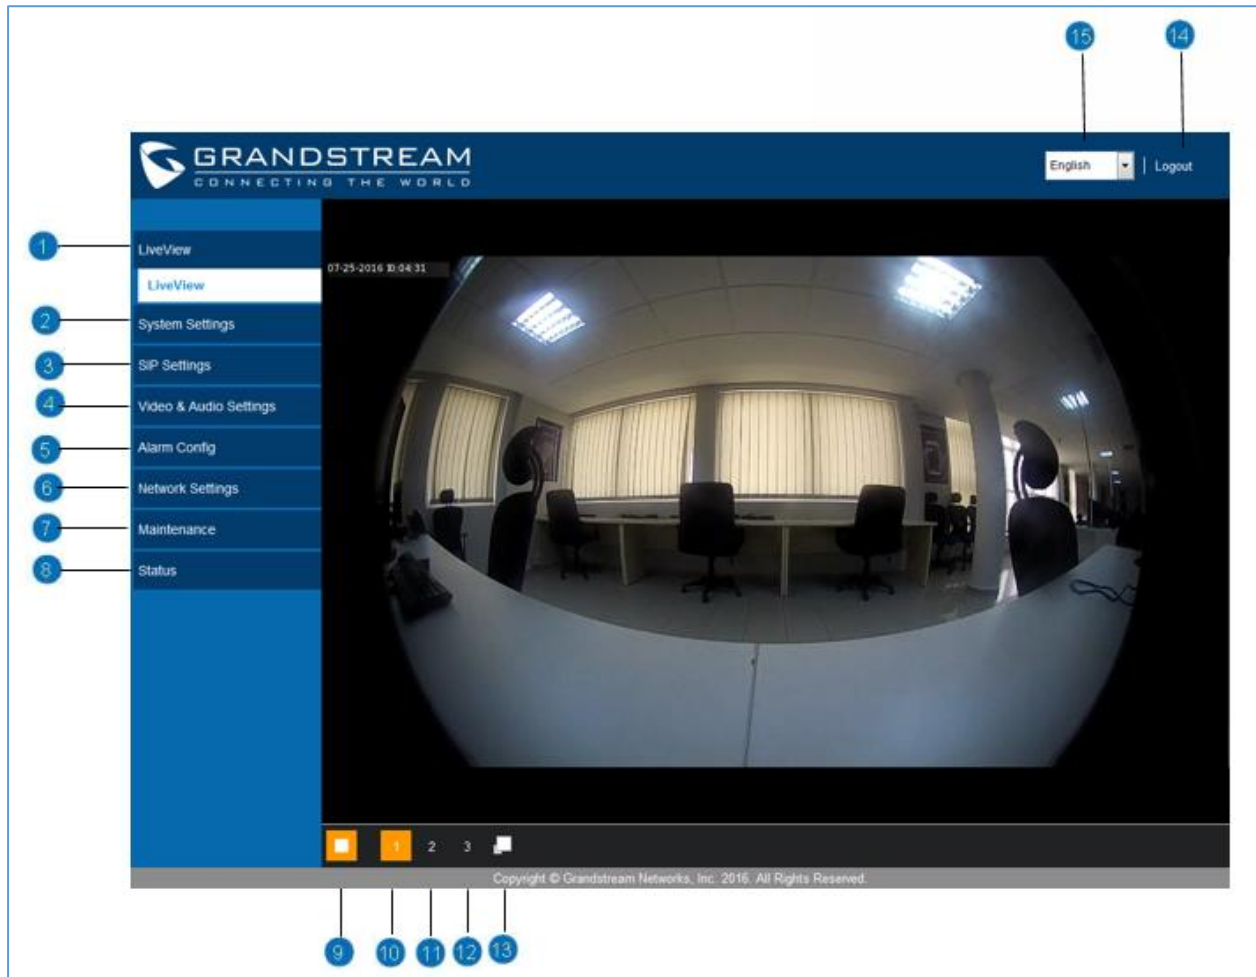 15
14
GRANDSTREAM
CONNECTING THE WORLD
English
Logout
1
LiveView
07-25-2016 10:04:31
LiveView
2
System Settings
3
SIP Settings
4
Video & Audio Settings
5
Alarm Config
6
Network Settings
7
Maintenance
8
Status
1
2
3
Copyright © Grandstream Networks, Inc. 2016. All Rights Reserved.
9
10
11
12
13